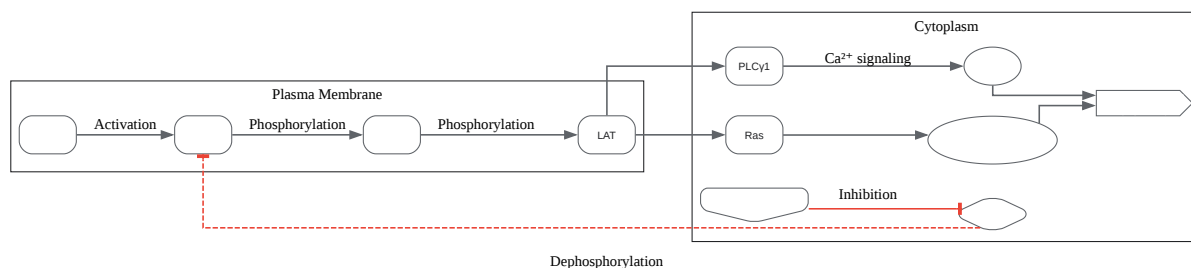 Cytoplasm
PLCγ1
Ca²⁺ signaling
Plasma Membrane
Activation
Phosphorylation
Phosphorylation
LAT
Ras
Inhibition
Dephosphorylation